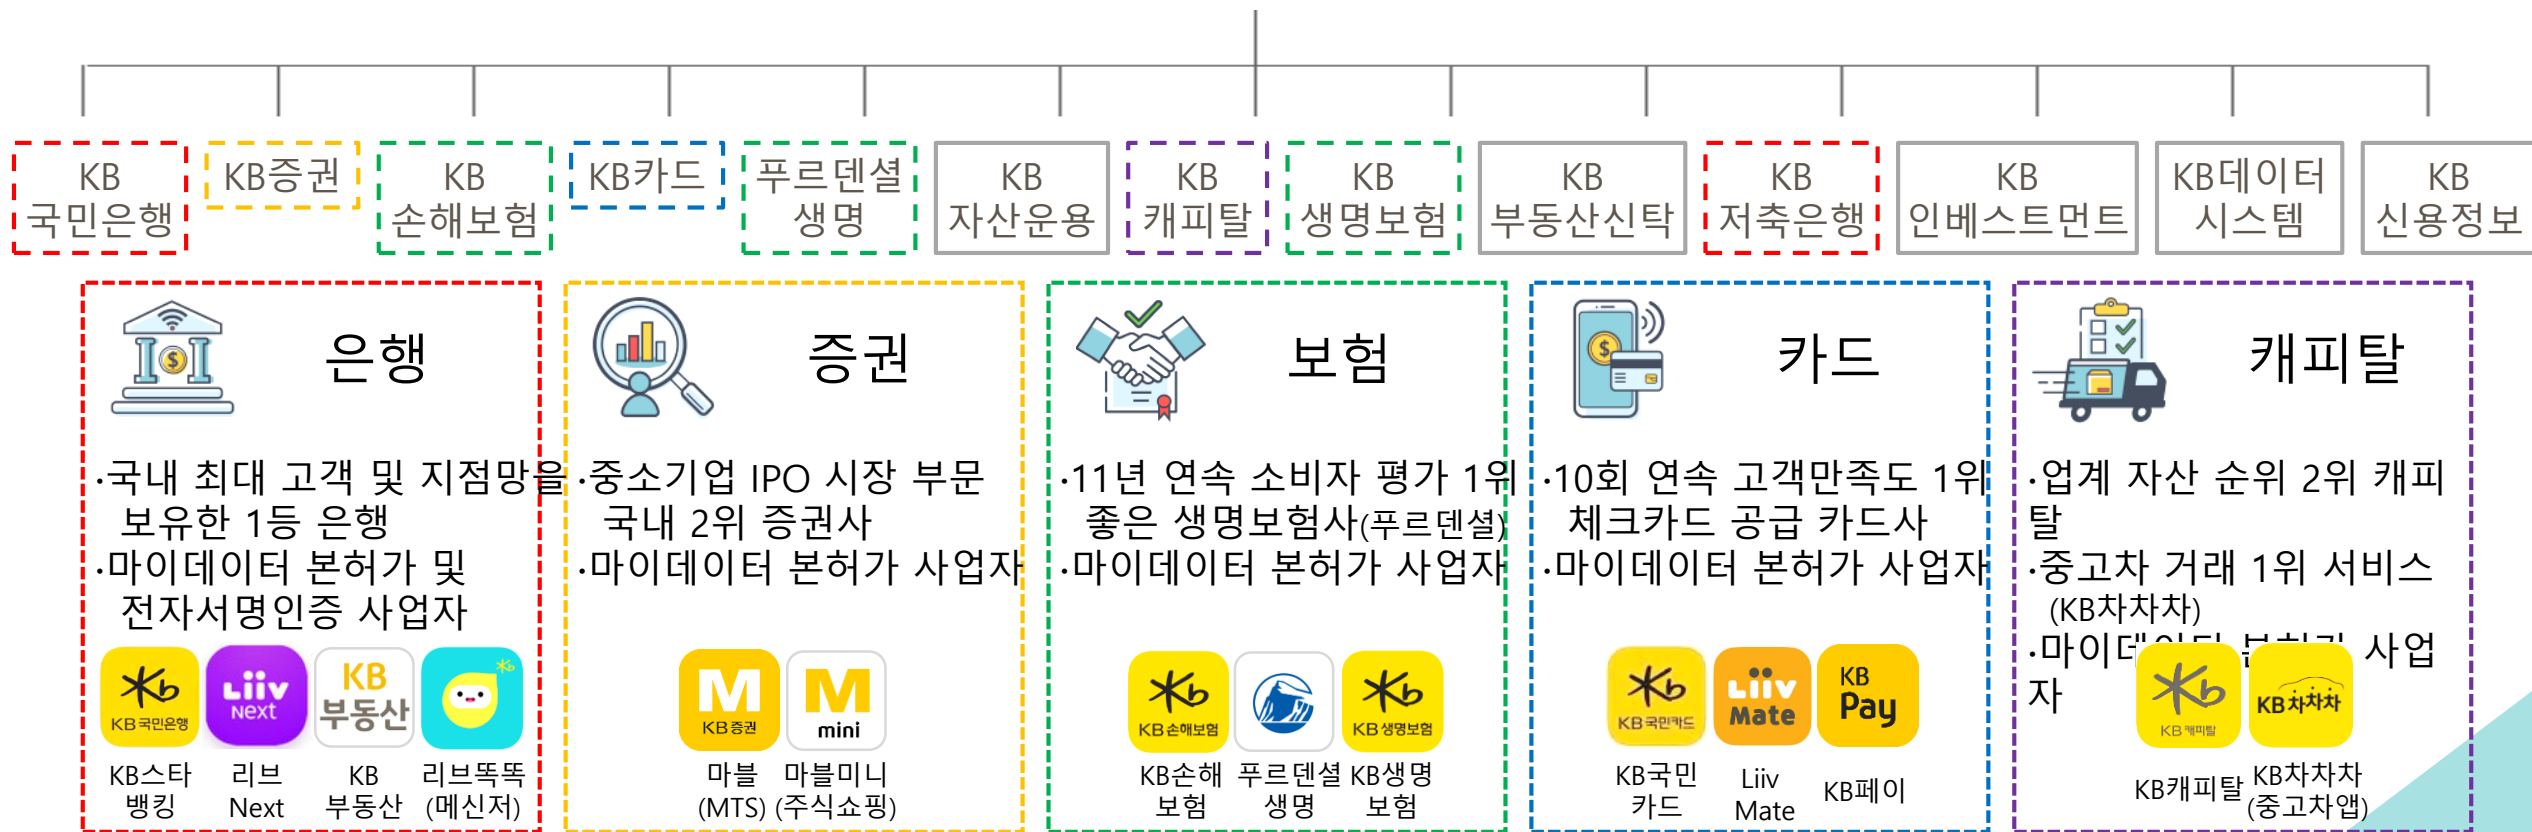 KB
국민은행
KB증권
KB
손해보험
KB카드
푸르덴셜
생명
KB
자산운용
KB
캐피탈
KB
생명보험
KB
부동산신탁
KB
저축은행
KB
인베스트먼트
KB데이터
시스템
KB
신용정보
은행
·국내 최대 고객 및 지점망을
보유한 1등 은행
·마이데이터 본허가 및
전자서명인증 사업자
KB국민은행
Liiv
Next
KB
부동산
KB스타
뱅킹
리브
Next
KB
부동산
리브똑똑
(메신저)
증권
·중소기업 IPO 시장 부문
국내 2위 증권사
·마이데이터 본허가 사업자
M
KB증권
M
mini
마블
(MTS)
마블미니
(주식쇼핑)
보험
·11년 연속 소비자 평가 1위
좋은 생명보험사(푸르덴셜)
·마이데이터 본허가 사업자
KB손해보험
KB생명보험
KB손해
보험
푸르덴셜
생명
KB생명
보험
카드
·10회 연속 고객만족도 1위
체크카드 공급 카드사
·마이데이터 본허가 사업자
KB국민카드
Liiv
Mate
KB
Pay
KB국민
카드
Liiv
Mate
KB페이
캐피탈
·업계 자산 순위 2위 캐피
탈
·중고차 거래 1위 서비스
(KB차차차)
·마이데이터 본허가 사업
자
KB캐피탈
KB차차차
KB캐피탈
KB차차차
(중고차앱)